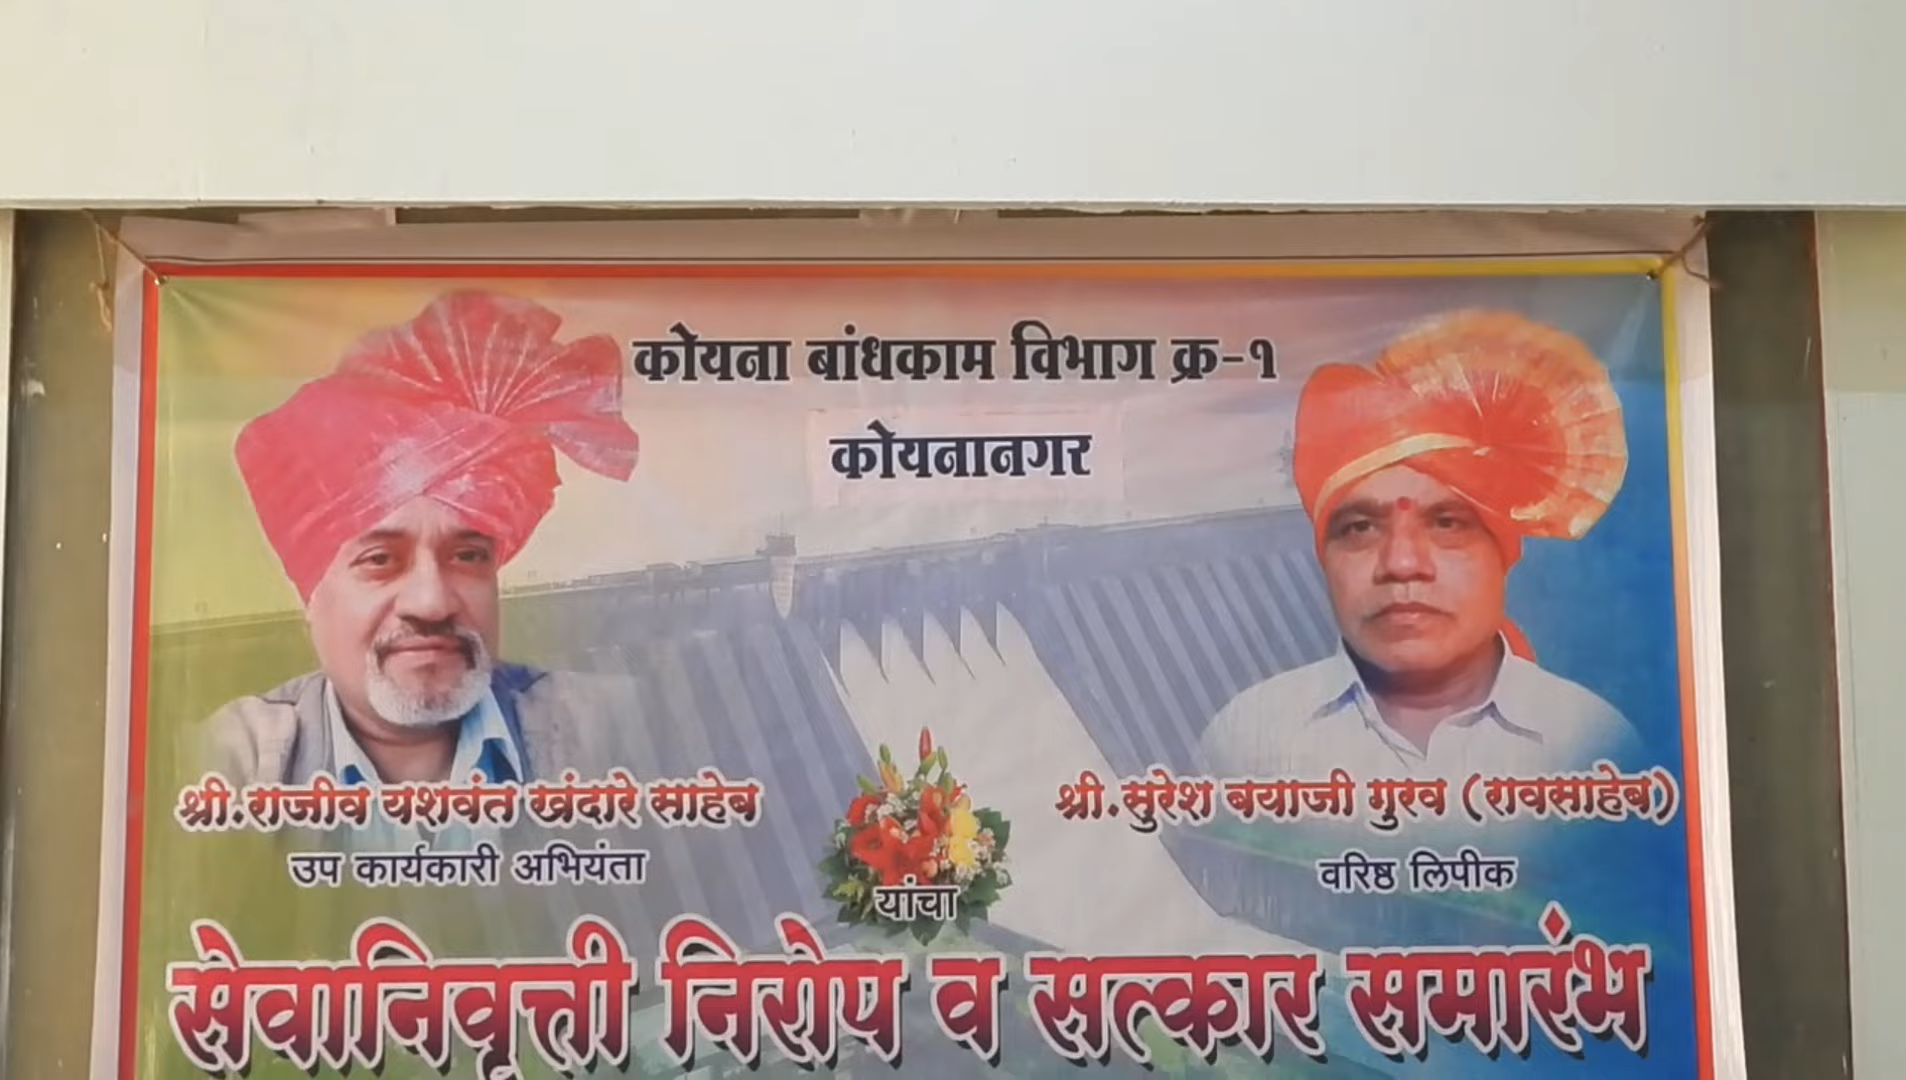 कोयना बांधकाम विभाग क्र-१
कोयनानगर
श्री.राजीव यशवंत खंदारे साहेब
उप कार्यकारी अभियंता
श्री.सुरेश बयाजी गुरव (रावसाहेब)
वरिष्ठ लिपीक
यांचा
सेवानिवृत्ती निरोप व सत्कार समारंभ